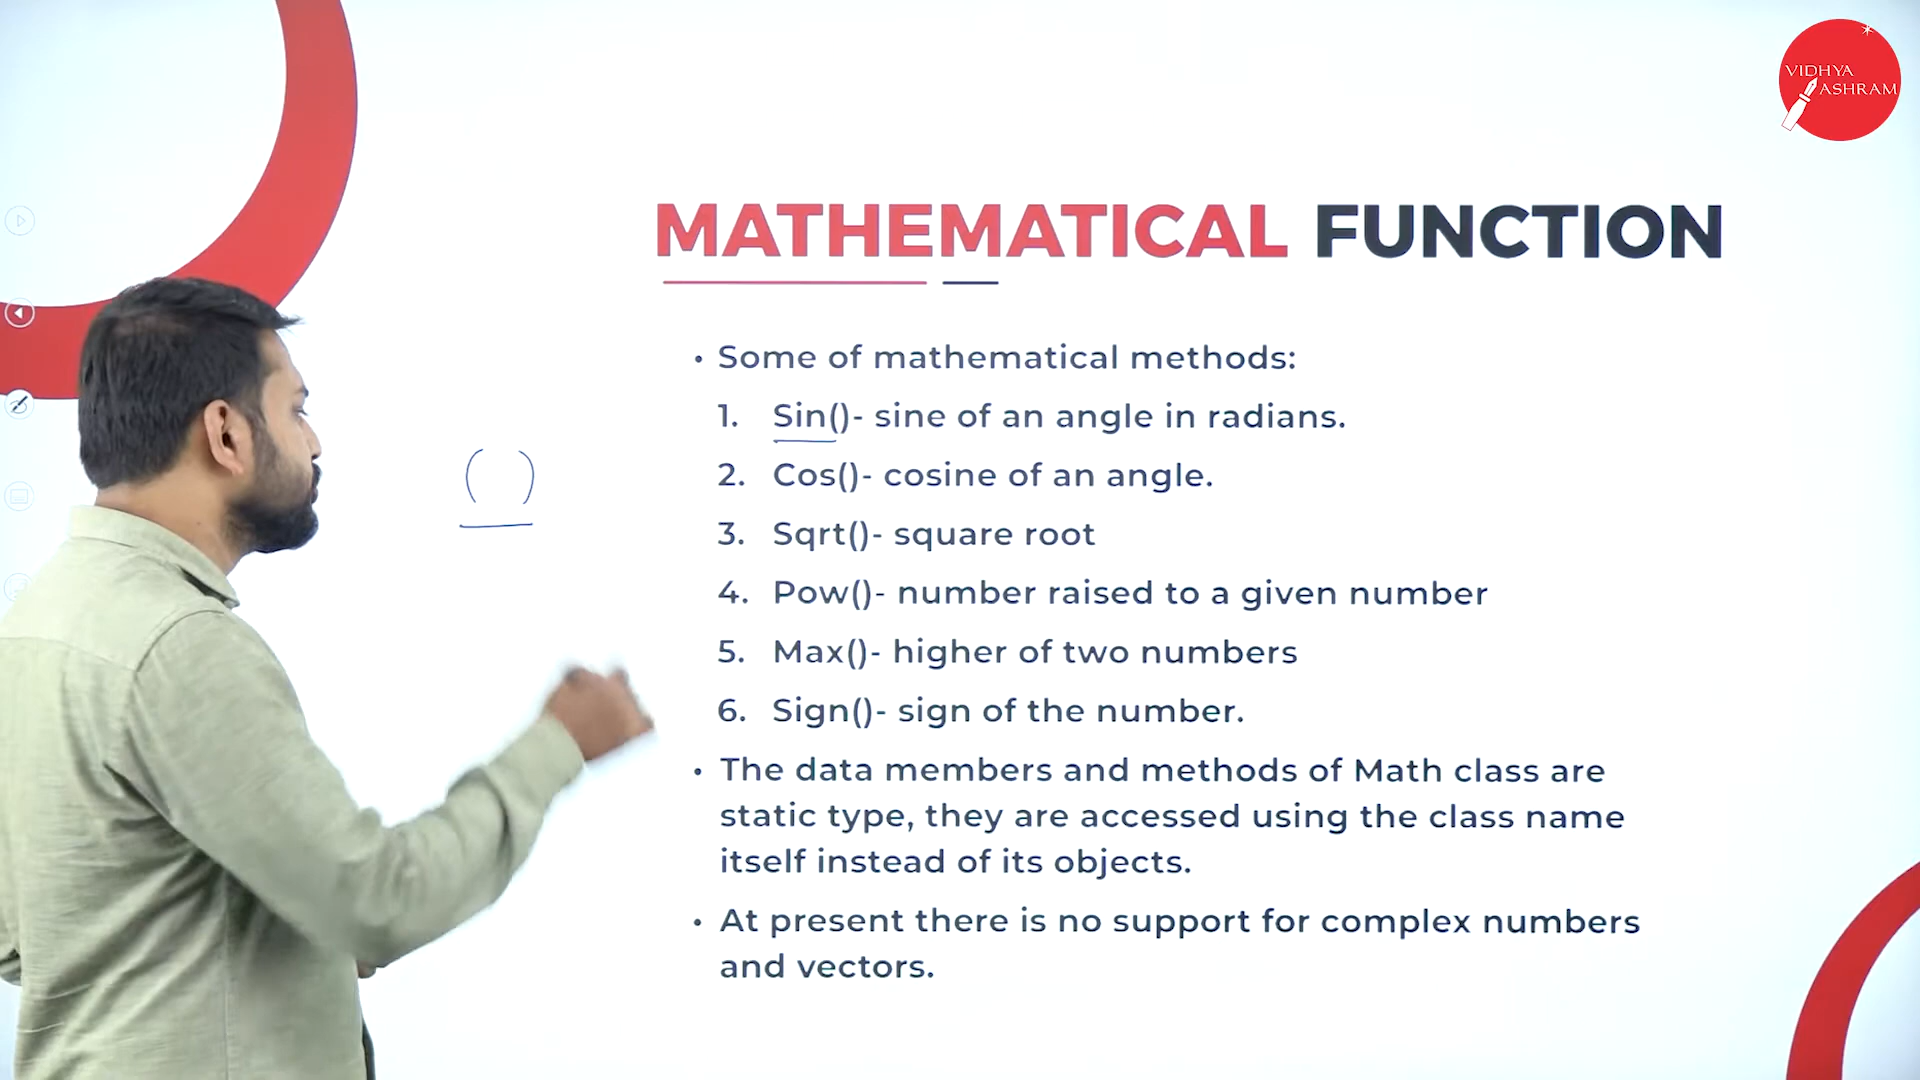 VIDHYA
ASHRAM
MATHEMATICAL FUNCTION
• Some of mathematical methods:
1. Sin()- sine of an angle in radians.
2. Cos()- cosine of an angle.
3. Sqrt()- square root
4. Pow()- number raised to a given number
5. Max()- higher of two numbers
6. Sign()- sign of the number.
( )
• The data members and methods of Math class are
static type, they are accessed using the class name
itself instead of its objects.
• At present there is no support for complex numbers
and vectors.